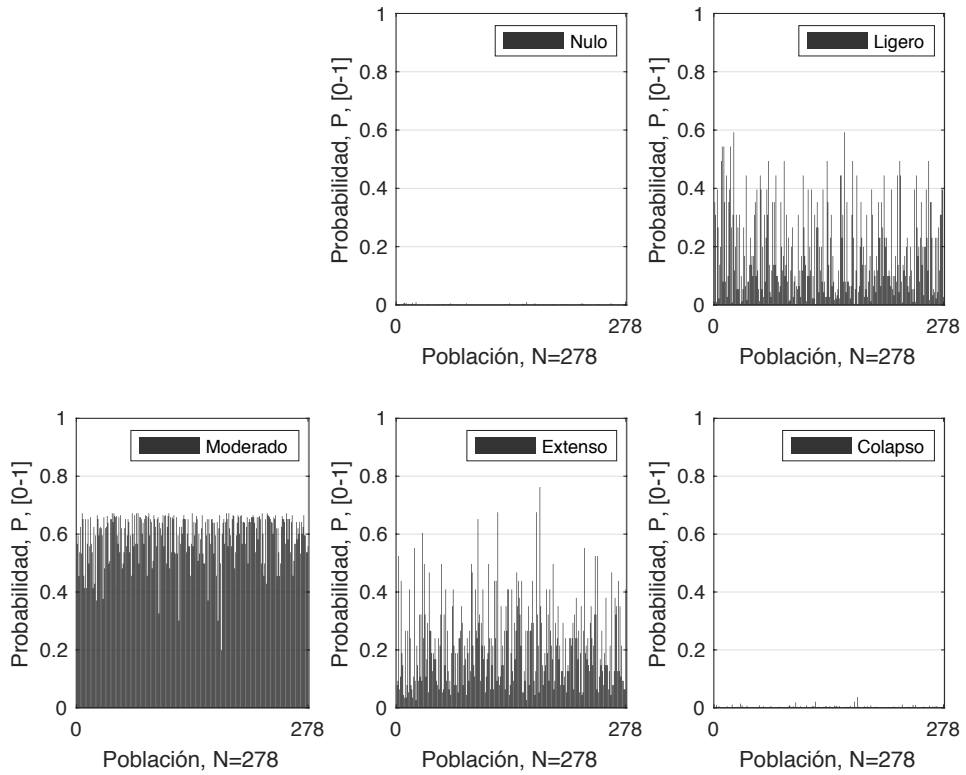 Probabilidad, P, [0-1]
1
0.8
0.6
0.4
0.2
0
Nulo
0
278
Población, N=278
Probabilidad, P, [0-1]
1
0.8
0.6
0.4
0.2
0
Ligero
0
278
Población, N=278
Probabilidad, P, [0-1]
1
0.8
0.6
0.4
0.2
0
Moderado
0
278
Población, N=278
Probabilidad, P, [0-1]
1
0.8
0.6
0.4
0.2
0
Extenso
0
278
Población, N=278
Probabilidad, P, [0-1]
1
0.8
0.6
0.4
0.2
0
Colapso
0
278
Población, N=278